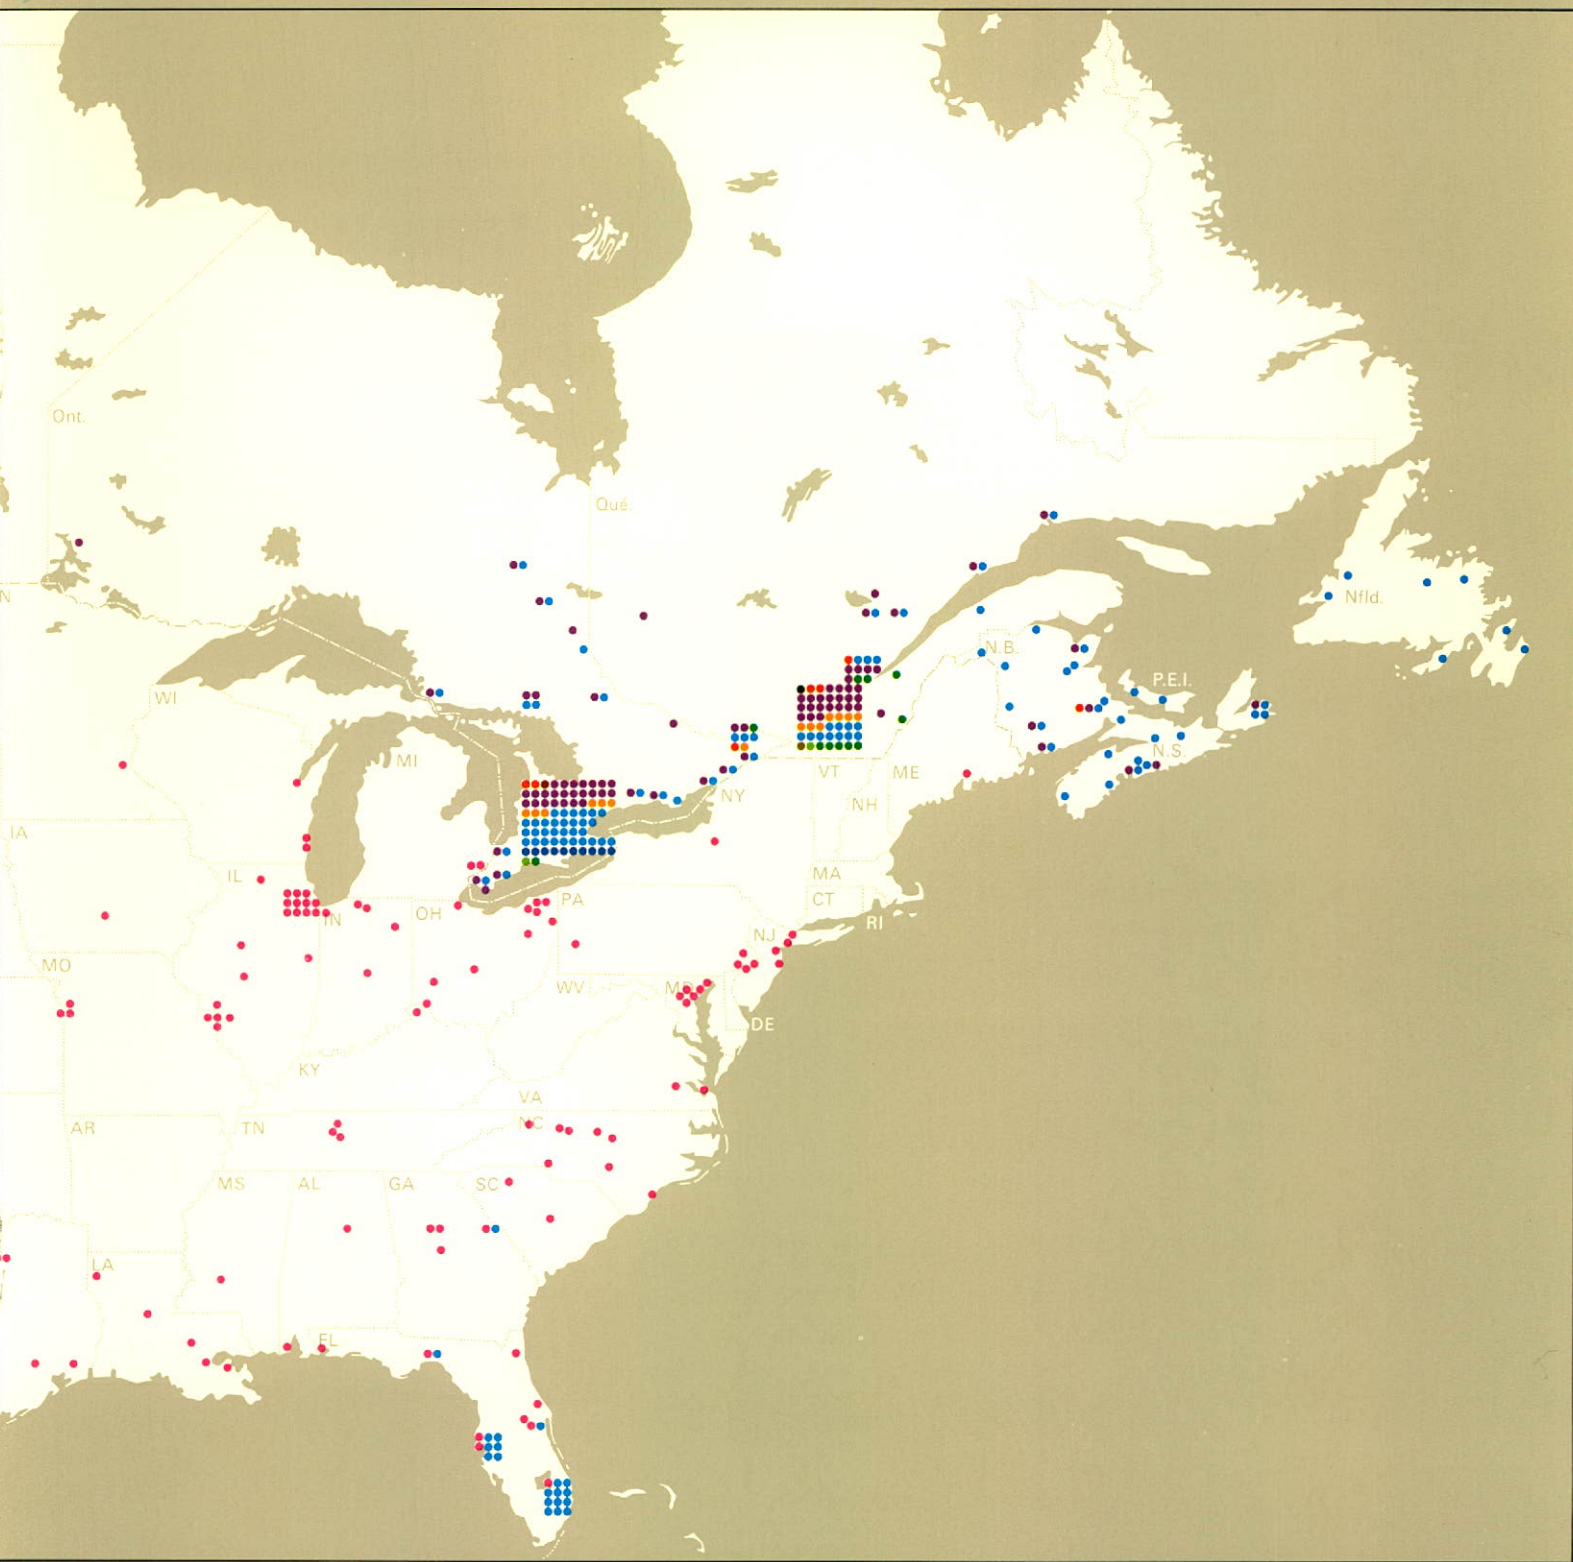 Ont.
Qué.
N
Nfld.
N.B.
P.E.I.
WI
N.S.
MI
VT
ME
NY
NH
IA
IL
MA
CT
PA
OH
IN
RI
NJ
MO
WV
MD
DE
KY
VA
NC
AR
TN
MS
AL
GA
SC
LA
FL